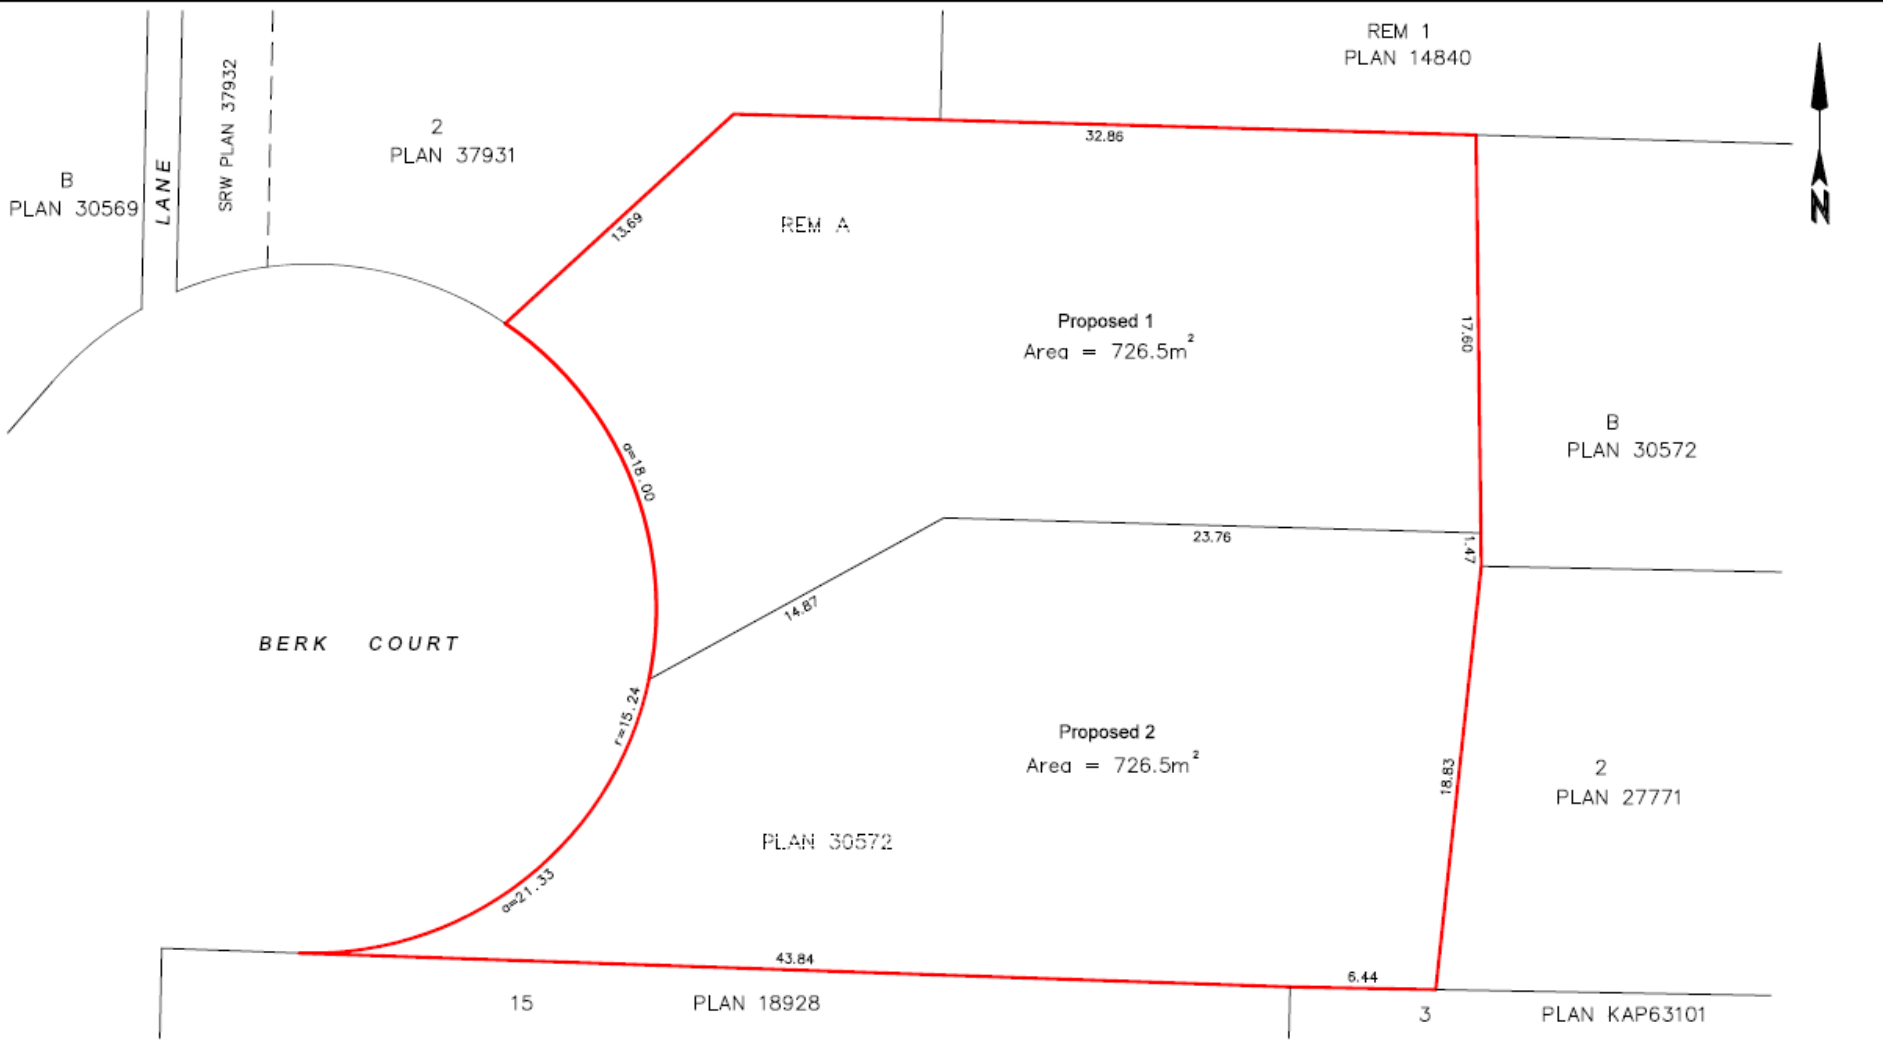 REM 1
PLAN 14840
SRW PLAN 37932
2
PLAN 37931
32.86
B
PLAN 30569
LANE
N
13.69
REM A
Proposed 1
Area = 726.5m²
17.60
B
PLAN 30572
a=18.00
23.76
1.47
14.87
BERK COURT
r=15.24
Proposed 2
Area = 726.5m²
18.83
2
PLAN 27771
PLAN 30572
a=21.33
43.84
6.44
15
PLAN 18928
3
PLAN KAP63101